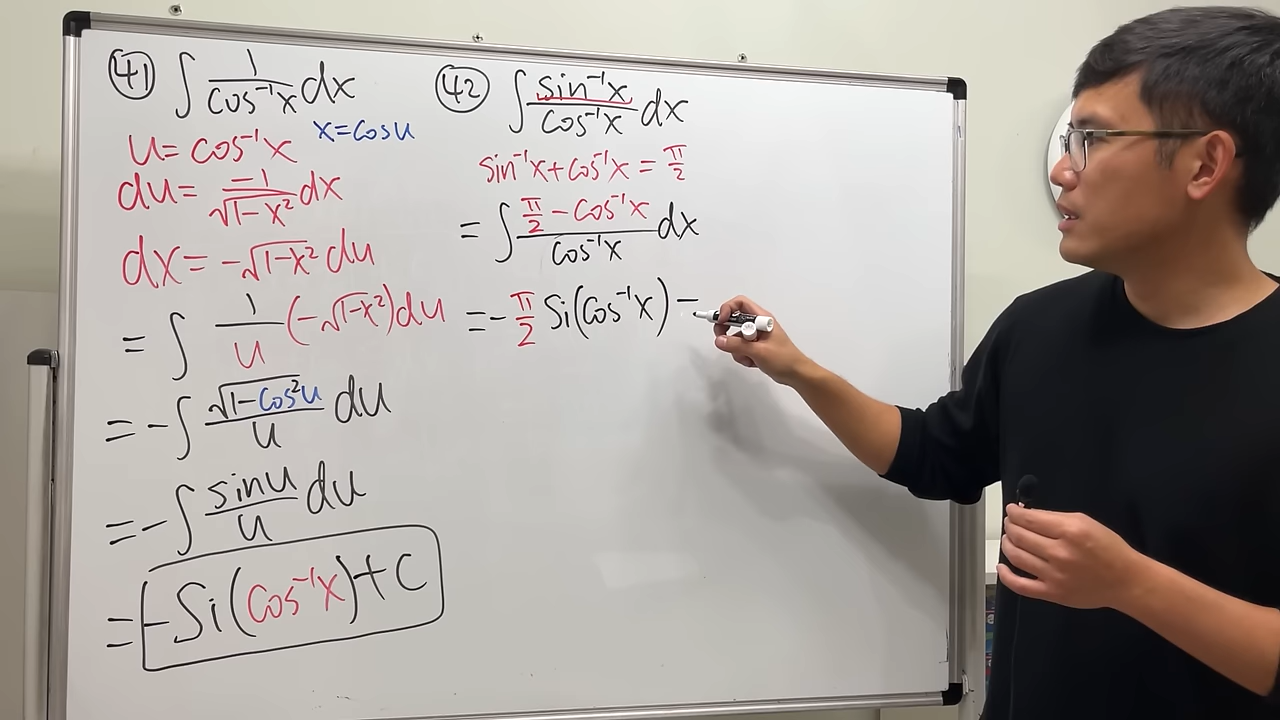 (41) ∫ 1/(cos⁻¹x) dx
x = cos u
u = cos⁻¹x
du = -1/√(1-x²) dx
dx = -√(1-x²) du
= ∫ 1/u (-√(1-x²)) du
= -∫ √(1-cos²u)/u du
= -∫ sin u/u du
= -Si(cos⁻¹x) + C
(42) ∫ sin⁻¹x/cos⁻¹x dx
sin⁻¹x + cos⁻¹x = π/2
= ∫ (π/2 - cos⁻¹x)/cos⁻¹x dx
= -π/2 Si(cos⁻¹x) -